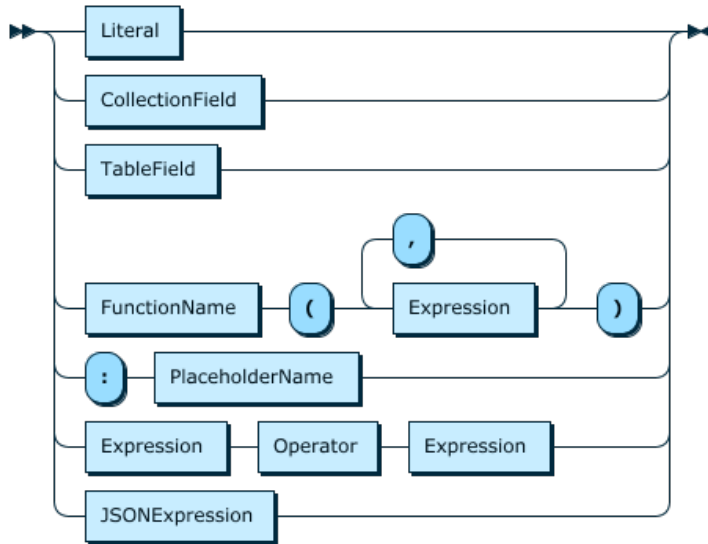 Literal
CollectionField
TableField
,
FunctionName ( Expression )
: PlaceholderName
Expression Operator Expression
JSONExpression